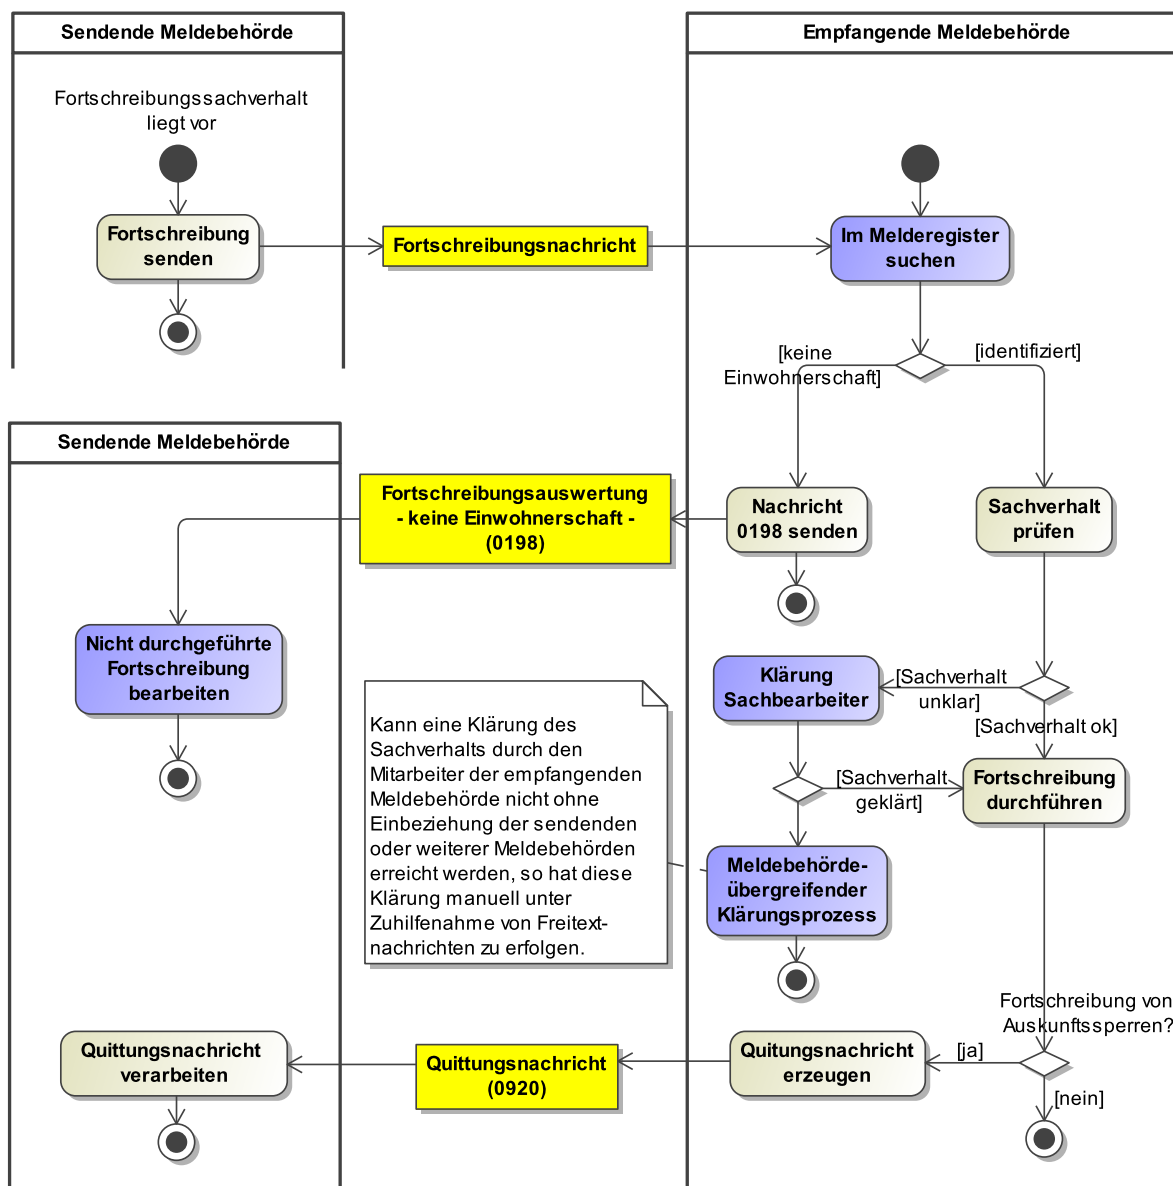 Sendende Meldebehörde
Empfangende Meldebehörde
Fortschreibungssachverhalt
liegt vor
Fortschreibung
senden
Fortschreibungsnachricht
Im Melderegister
suchen
[keine
Einwohnerschaft]
[identifiziert]
Sendende Meldebehörde
Fortschreibungsauswertung
- keine Einwohnerschaft -
(0198)
Nachricht
0198 senden
Sachverhalt
prüfen
Nicht durchgeführte
Fortschreibung
bearbeiten
Klärung
Sachbearbeiter
[Sachverhalt
unklar]
[Sachverhalt ok]
Kann eine Klärung des
Sachverhalts durch den
Mitarbeiter der empfangenden
Meldebehörde nicht ohne
Einbeziehung der sendenden
oder weiterer Meldebehörden
erreicht werden, so hat diese
Klärung manuell unter
Zuhilfenahme von Freitext-
nachrichten zu erfolgen.
[Sachverhalt
geklärt]
Fortschreibung
durchführen
Meldebehörde-
übergreifender
Klärungsprozess
Fortschreibung von
Auskunftssperren?
Quittungsnachricht
verarbeiten
Quittungsnachricht
(0920)
Quitungsnachricht
erzeugen
[ja]
[nein]